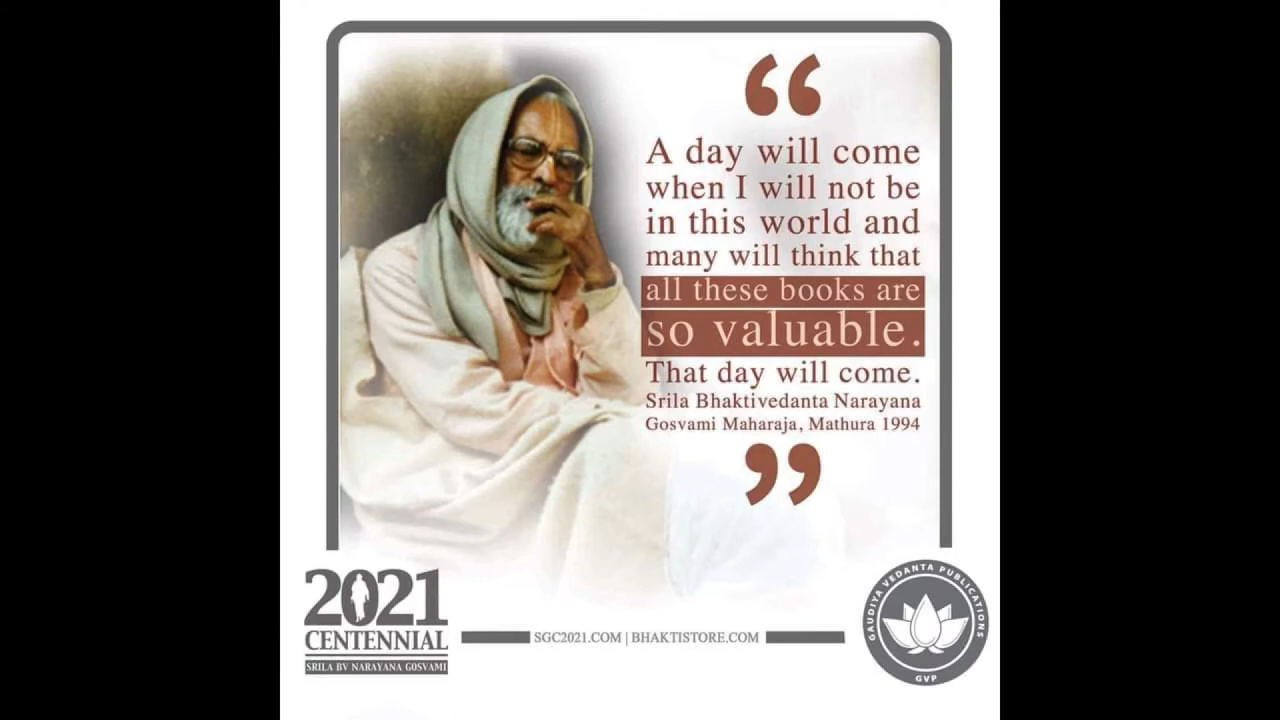 “
A day will come
when I will not be
in this world and
many will think that
all these books are
so valuable.
That day will come.
Srila Bhaktivedanta Narayana
Gosvami Maharaja, Mathura 1994
”
2021
CENTENNIAL
SRILA BV NARAYANA GOSVAMI
SGC2021.COM | BHAKTISTORE.COM
GAUDIYA VEDANTA PUBLICATIONS
GVP